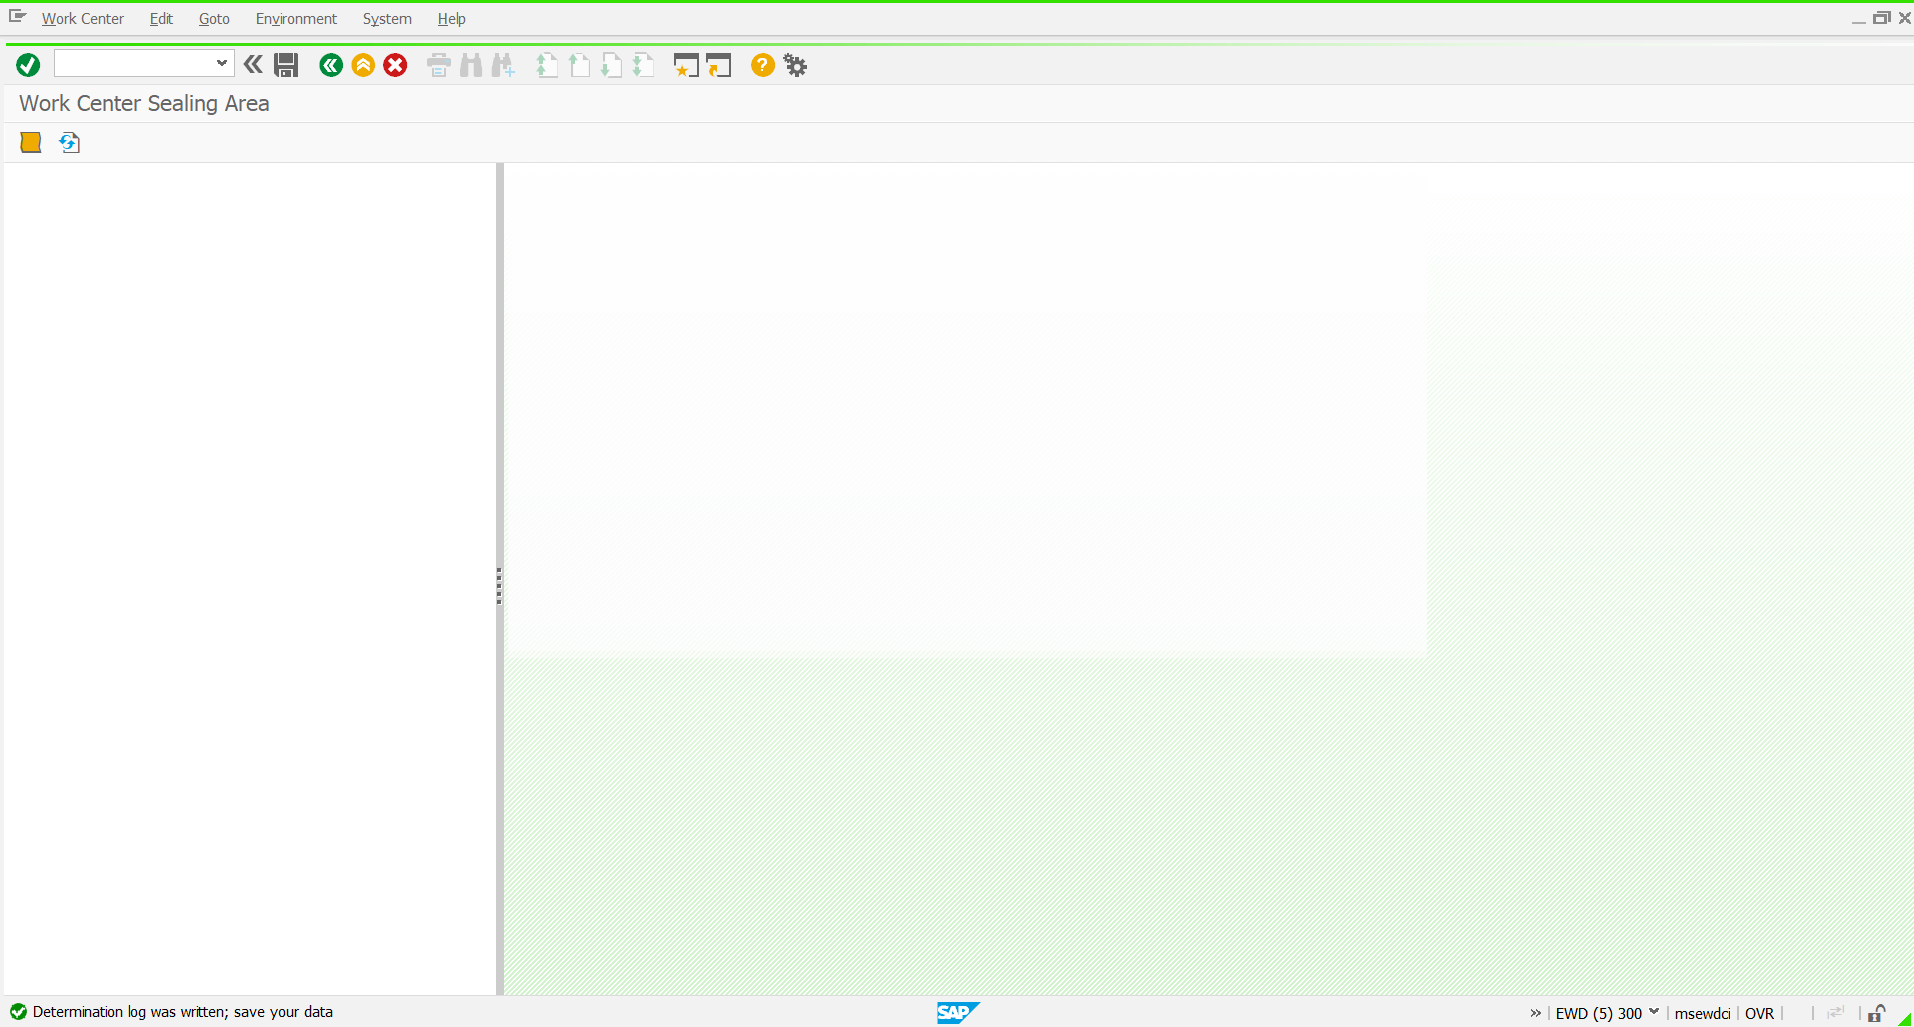 Work Center Edit Goto Environment System Help
Work Center Sealing Area
Determination log was written; save your data
SAP
EWD (5) 300 msewdci OVR